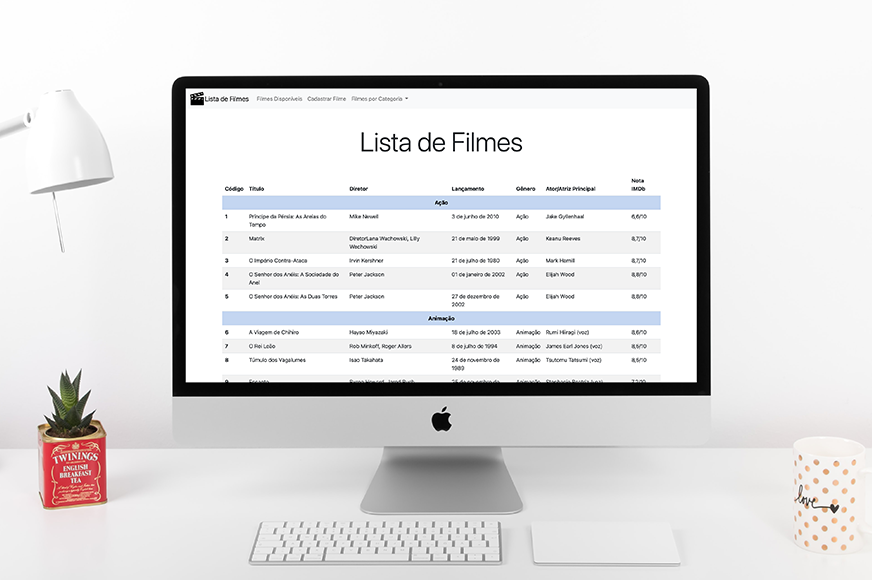 Lista de Filmes Filmes Disponíveis Cadastrar Filme Filmes por Categoria
Lista de Filmes
Código Título Diretor Lançamento Gênero Ator/Atriz Principal Nota IMDb
Ação
1 Príncipe da Pérsia: As Areias do Tempo Mike Newell 3 de junho de 2010 Ação Jake Gyllenhaal 6,6/10
2 Matrix DiretorLana Wachowski, Lilly Wachowski 21 de maio de 1999 Ação Keanu Reeves 8,7/10
3 O Império Contra-Ataca Irvin Kershner 21 de julho de 1980 Ação Mark Hamill 8,7/10
4 O Senhor dos Anéis: A Sociedade do Anel Peter Jackson 01 de janeiro de 2002 Ação Elijah Wood 8,8/10
5 O Senhor dos Anéis: As Duas Torres Peter Jackson 27 de dezembro de 2002 Ação Elijah Wood 8,8/10
Animação
6 A Viagem de Chihiro Hayao Miyazaki 18 de julho de 2003 Animação Rumi Hiiragi (voz) 8,6/10
7 O Rei Leão Rob Minkoff, Roger Allers 8 de julho de 1994 Animação James Earl Jones (voz) 8,5/10
8 Túmulo dos Vagalumes Isao Takahata 24 de novembro de 1989 Animação Tsutomu Tatsumi (voz) 8,5/10
TWININGS
ENGLISH
BREAKFAST
TEA
love